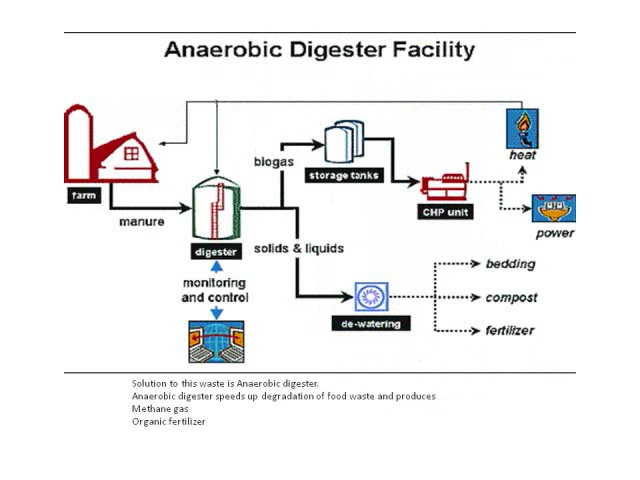 Anaerobic Digester Facility
biogas
storage tanks
heat
farm
manure
CHP unit
power
digester
solids & liquids
bedding
monitoring
and control
compost
de-watering
fertilizer
Solution to this waste is Anaerobic digester.
Anaerobic digester speeds up degradation of food waste and produces
Methane gas
Organic fertilizer